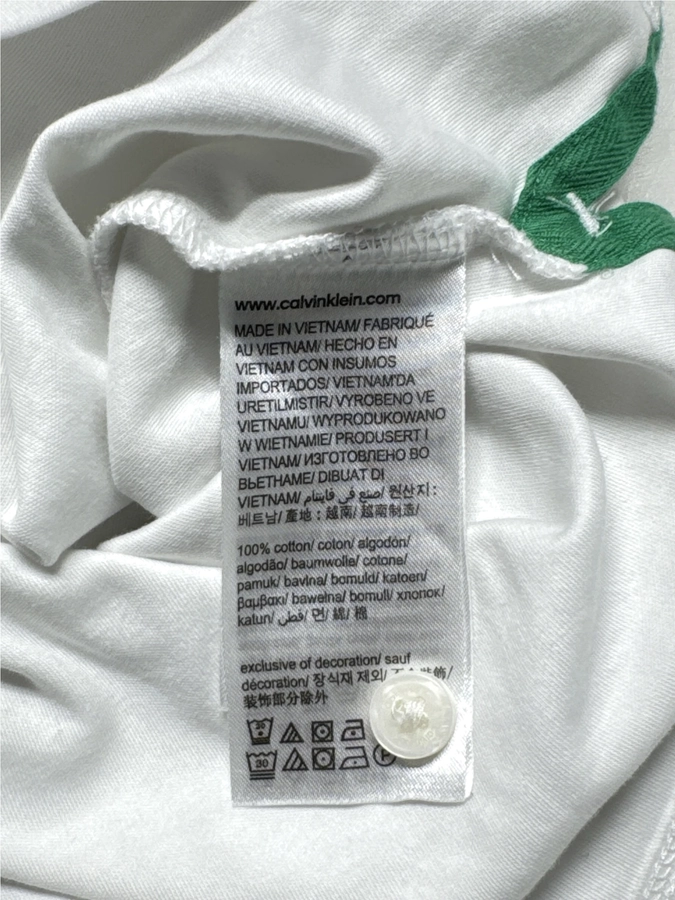 www.calvinklein.com
MADE IN VIETNAM/ FABRIQUÉ
AU VIETNAM/ HECHO EN
VIETNAM CON INSUMOS
IMPORTADOS/ VIETNAM'DA
URETILMISTIR/ VYROBENO VE
VIETNAMU/ WYPRODUKOWANO
W WIETNAMIE/ PRODUSERT I
VIETNAM/ ИЗГОТОВЛЕНО ВО
ВЬЕТНАМЕ/ DIBUAT DI
VIETNAM/ صنع في فايتنام/ 원산지 :
베트남/ 產地 : 越南/ 越南制造/
100% cotton/ coton/ algodón/
algodão/ baumwolle/ cotone/
pamuk/ bavlna/ bomuld/ katoen/
βαμβακι/ bawełna/ bomull/ хлопок/
katun/ قطن/ 면/ 綿/ 棉
exclusive of decoration/ sauf
décoration/ 장식재 제외/ 飾/
装饰部分除外
30
30
P